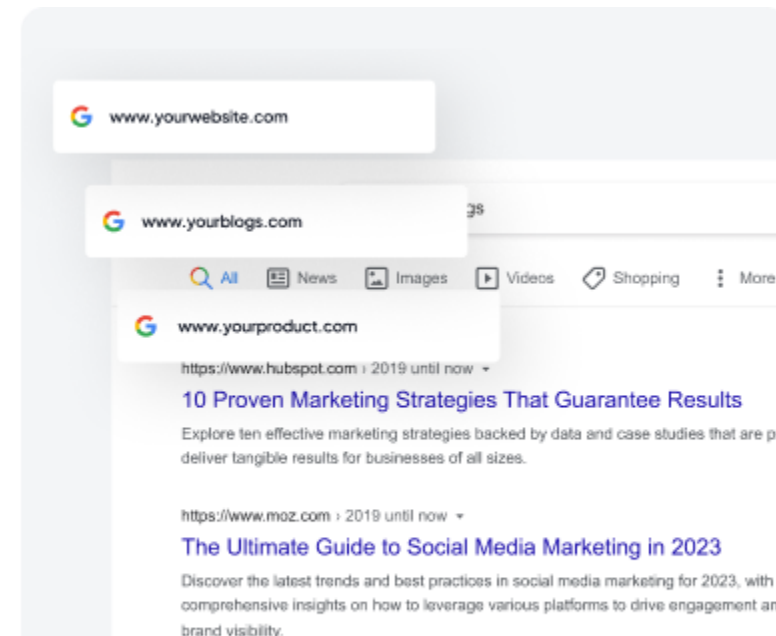 www.yourwebsite.com
www.yourblogs.com
gs
All News Images Videos Shopping More
www.yourproduct.com
https://www.hubspot.com › 2019 until now
10 Proven Marketing Strategies That Guarantee Results
Explore ten effective marketing strategies backed by data and case studies that are p
deliver tangible results for businesses of all sizes.
https://www.moz.com › 2019 until now
The Ultimate Guide to Social Media Marketing in 2023
Discover the latest trends and best practices in social media marketing for 2023, with
comprehensive insights on how to leverage various platforms to drive engagement an
brand visibility.